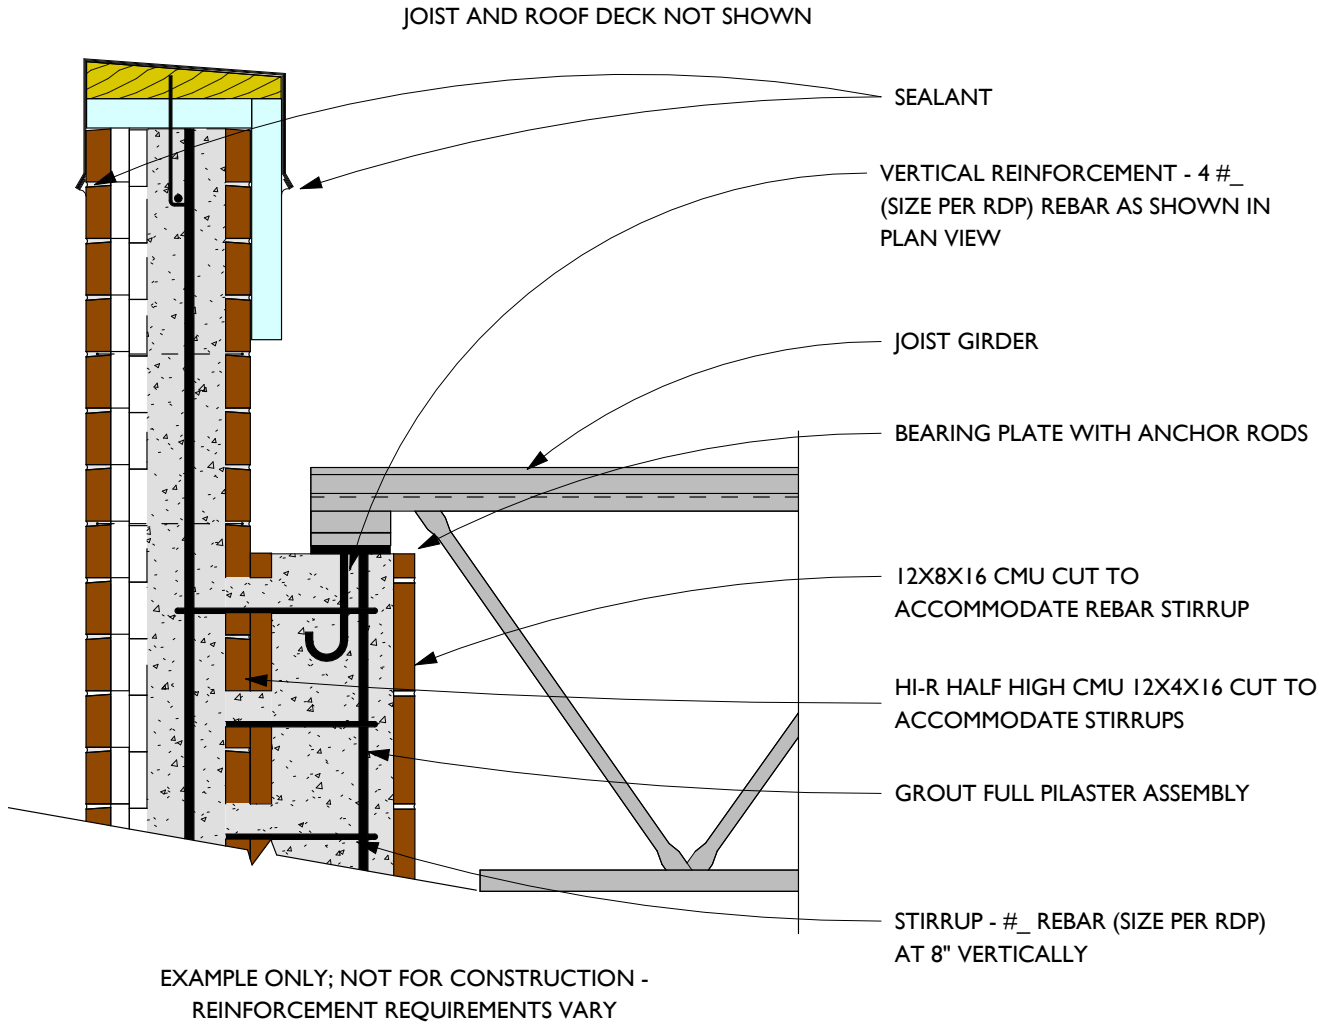 JOIST AND ROOF DECK NOT SHOWN
SEALANT
VERTICAL REINFORCEMENT - 4 #_
(SIZE PER RDP) REBAR AS SHOWN IN
PLAN VIEW
JOIST GIRDER
BEARING PLATE WITH ANCHOR RODS
12X8X16 CMU CUT TO
ACCOMMODATE REBAR STIRRUP
HI-R HALF HIGH CMU 12X4X16 CUT TO
ACCOMMODATE STIRRUPS
GROUT FULL PILASTER ASSEMBLY
STIRRUP - #_ REBAR (SIZE PER RDP)
AT 8" VERTICALLY
EXAMPLE ONLY; NOT FOR CONSTRUCTION -
REINFORCEMENT REQUIREMENTS VARY